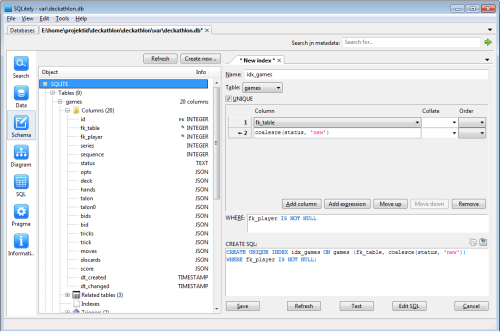 SQLitely - var\deckathlon.db
File View Edit Tools Help
Databases E:\home\projektid\deckathlon\deckathlon\var\deckathlon.db*
Search in metadata: Search for...
Refresh Create new ..
* New index *
Search
Data
Schema
Diagram
SQL
Pragma
Informati..
Object Info
SQLITE
Tables (9)
games 20 columns
Columns (20)
id PK INTEGER
fk_table INTEGER
fk_player INTEGER
series INTEGER
sequence INTEGER
status TEXT
opts JSON
deck JSON
hands JSON
talon JSON
talon0 JSON
bids JSON
bid JSON
tricks JSON
trick JSON
moves JSON
discards JSON
score JSON
dt_created TIMESTAMP
dt_changed TIMESTAMP
Related tables (3)
Indexes
Triggers (2)
Name: idx_games
Table: games
UNIQUE
Column Collate Order
1 fk_table
2 coalesce(status, 'new')
Add column Add expression Move up Move down Remove
WHERE: fk_player IS NOT NULL
CREATE SQL:
CREATE UNIQUE INDEX idx_games ON games (fk_table, coalesce(status, 'new'))
WHERE fk_player IS NOT NULL;
Save Refresh Test Edit SQL Cancel